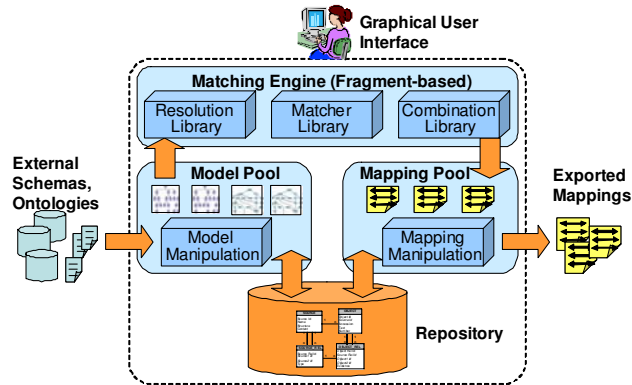 Graphical User
Interface
Matching Engine (Fragment-based)
Resolution
Library
Matcher
Library
Combination
Library
External
Schemas,
Ontologies
Model Pool
Mapping Pool
Exported
Mappings
Model
Manipulation
Mapping
Manipulation
Repository